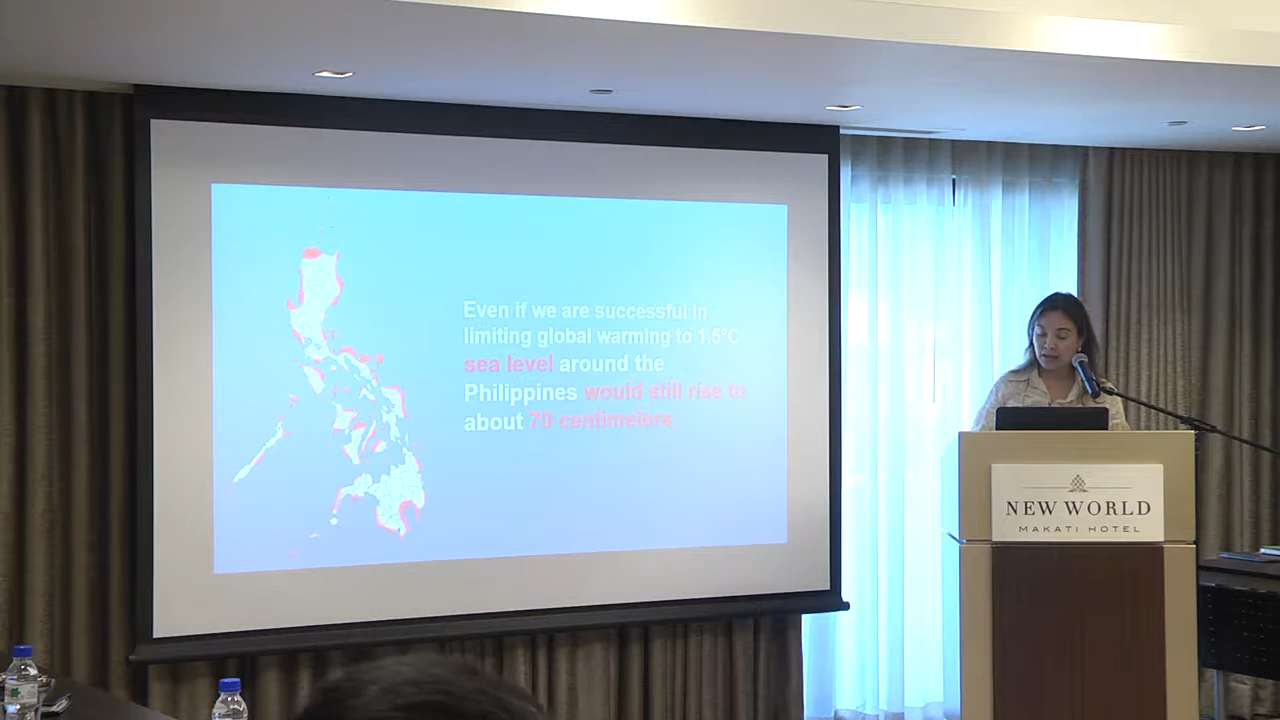 Even if we are successful in
limiting global warming to 1.5°C
sea level around the
Philippines would still rise to
about 70 centimeters
NEW WORLD
MAKATI HOTEL